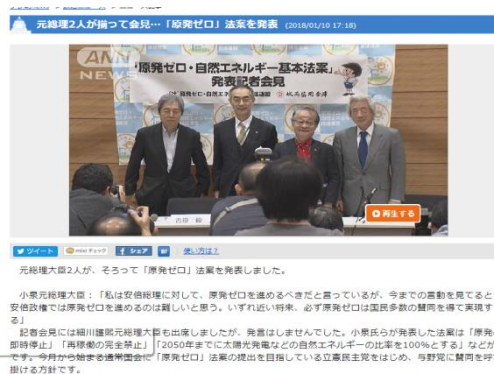 元総理2人が揃って会見…「原発ゼロ」法案を発表 (2018/01/10 17:18)
ANN
NEWS
「原発ゼロ・自然エネルギー基本法案」
発表記者会見
再生する
ツイート
mixiチェック
シェア
使い方は?
元総理大臣2人が、そろって「原発ゼロ」法案を発表しました。
小泉元総理大臣：「私は安倍総理に対して、原発ゼロを進めるべきだと言っているが、今までの言動を見てると
安倍政権では原発ゼロを進めるのは難しいと思う。いずれ近い将来、必ず原発ゼロは国民多数の賛同を得て実現す
る」
記者会見には細川護熙元総理大臣も出席しましたが、発言はしませんでした。小泉氏らが発表した法案は「原発の
即時停止」「再稼働の完全禁止」「2050年までに太陽光発電などの自然エネルギーの比率を100%とする」などが
です。今月から始まる通常国会に「原発ゼロ」法案の提出を目指している立憲民主党をはじめ、与野党に賛同を呼
掛ける方針です。